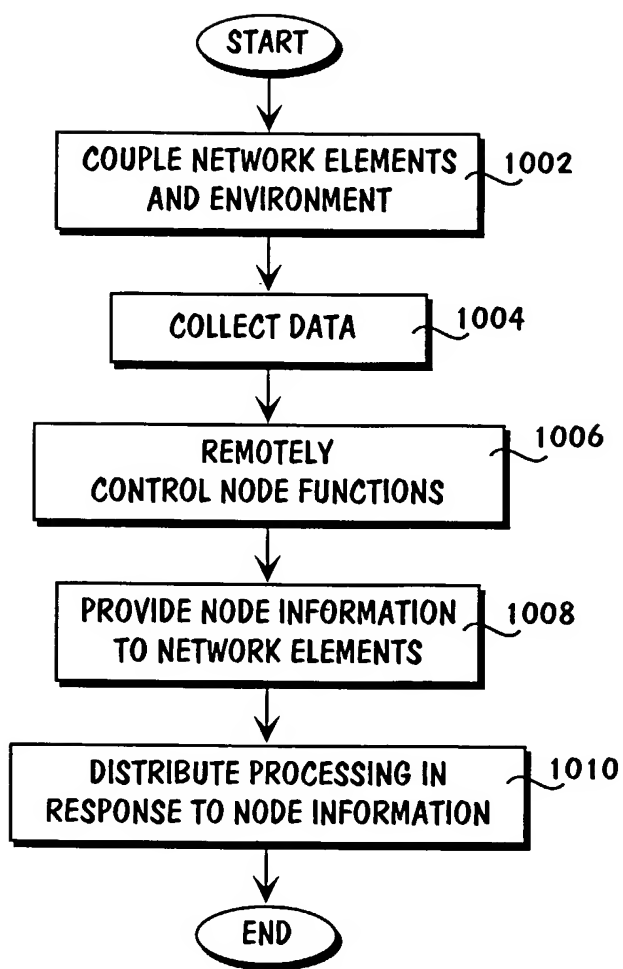 START
COUPLE NETWORK ELEMENTS
AND ENVIRONMENT
1002
COLLECT DATA
1004
REMOTELY
CONTROL NODE FUNCTIONS
1006
PROVIDE NODE INFORMATION
TO NETWORK ELEMENTS
1008
DISTRIBUTE PROCESSING IN
RESPONSE TO NODE INFORMATION
1010
END